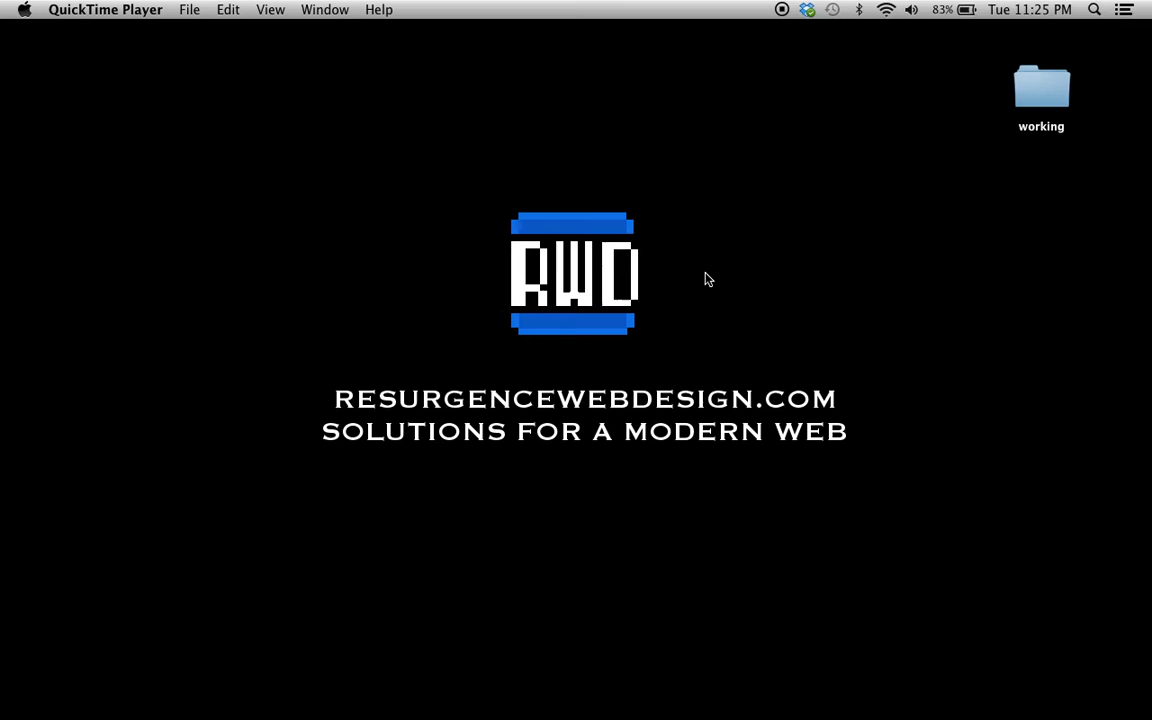 QuickTime Player File Edit View Window Help 83% Tue 11:25 PM
working
RWD
RESURGENCEWEBDESIGN.COM
SOLUTIONS FOR A MODERN WEB